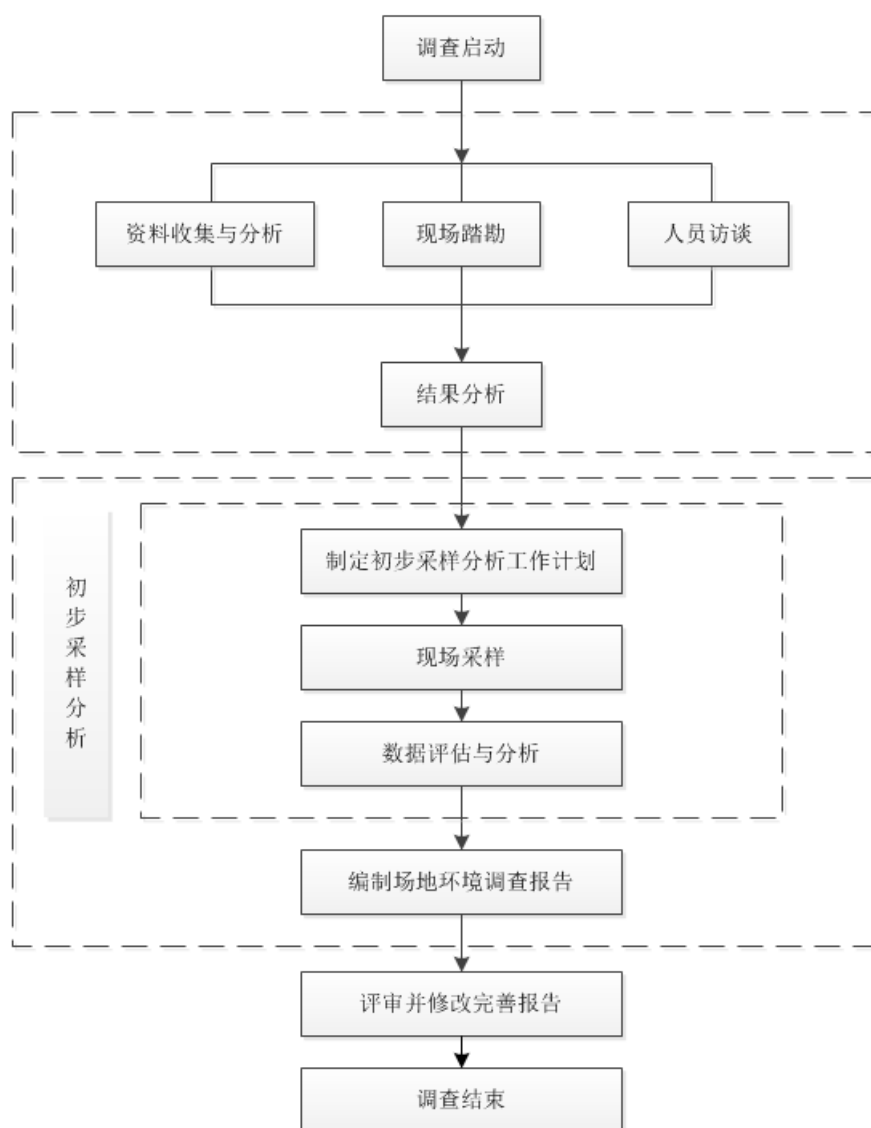 调查启动
资料收集与分析
现场踏勘
人员访谈
结果分析
初步采样分析
制定初步采样分析工作计划
现场采样
数据评估与分析
编制场地环境调查报告
评审并修改完善报告
调查结束